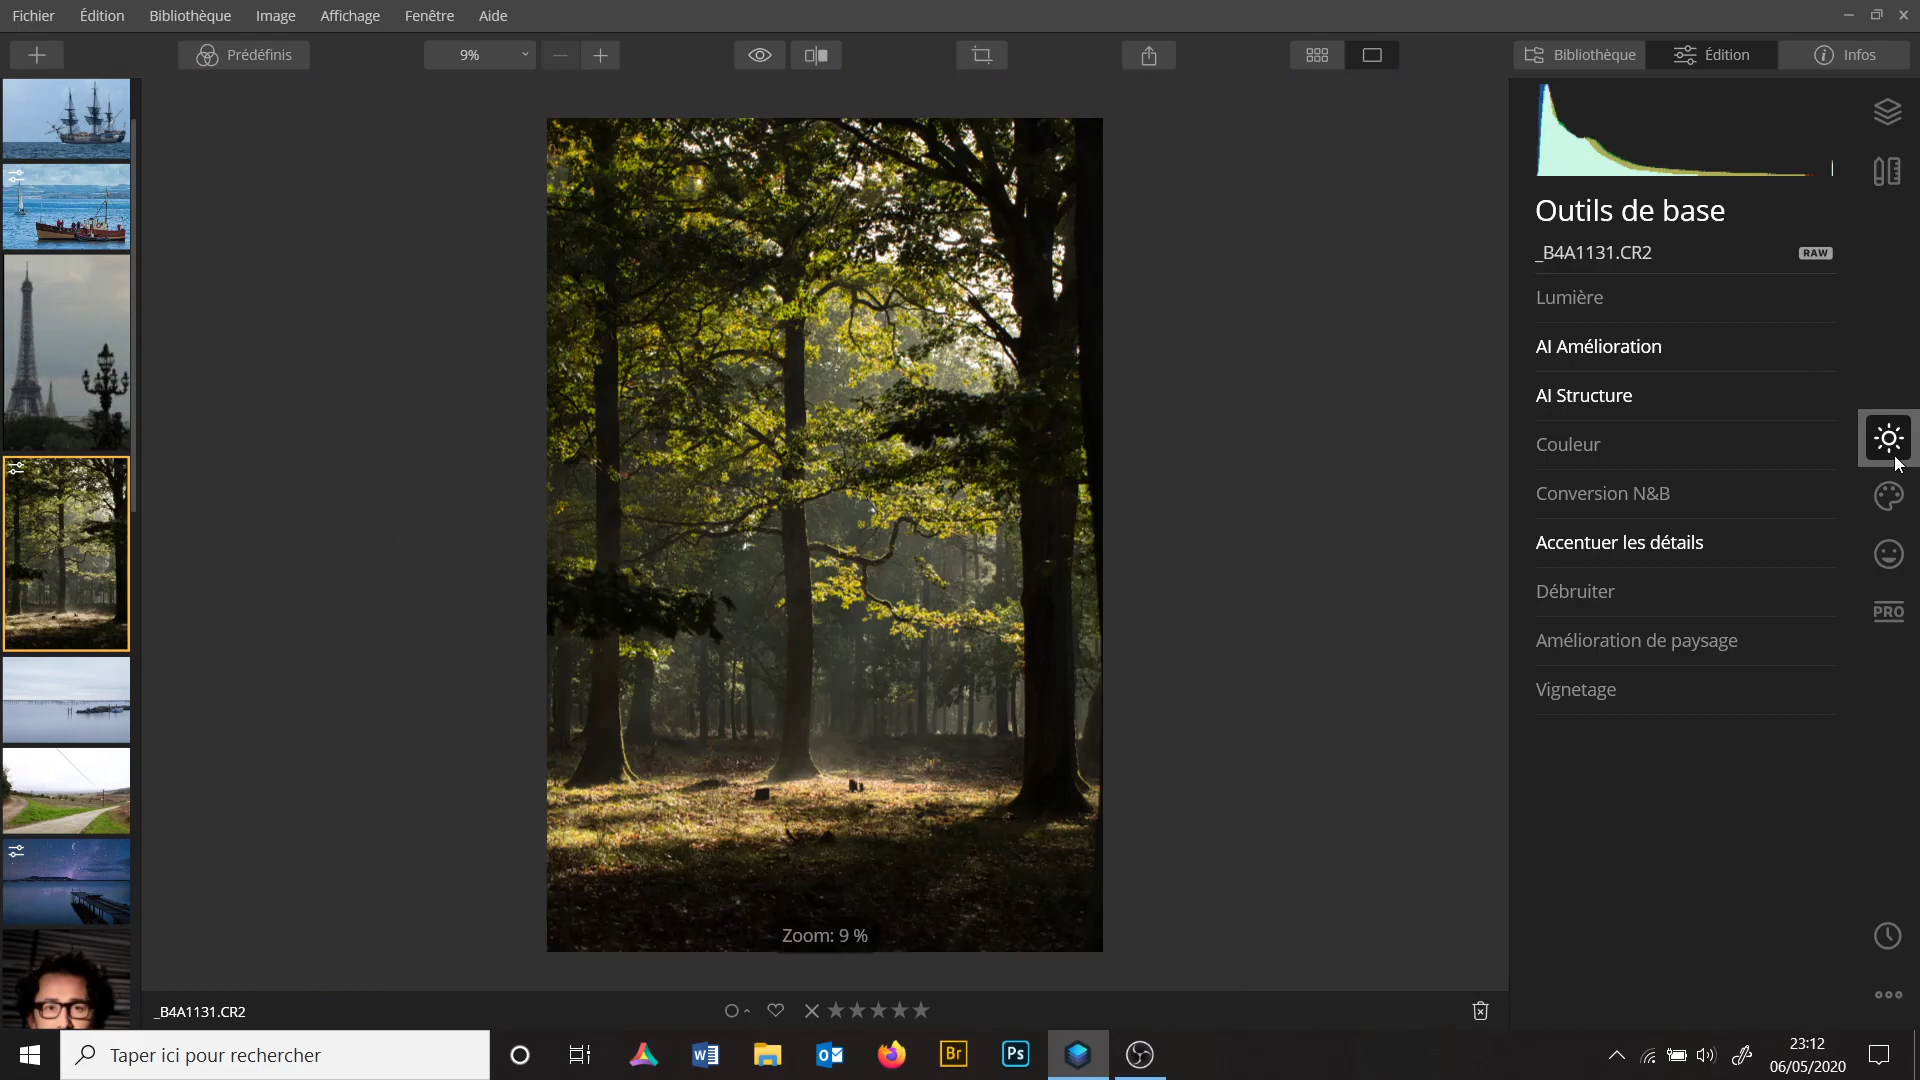 Fichier Édition Bibliothèque Image Affichage Fenêtre Aide
Prédéfinis 9% Bibliothèque Édition Infos
Outils de base
_B4A1131.CR2 RAW
Lumière
AI Amélioration
AI Structure
Couleur
Conversion N&B
Accentuer les détails
Débruiter
PRO
Amélioration de paysage
Vignetage
Zoom: 9 %
_B4A1131.CR2
Taper ici pour rechercher
Br
Ps
23:12
06/05/2020